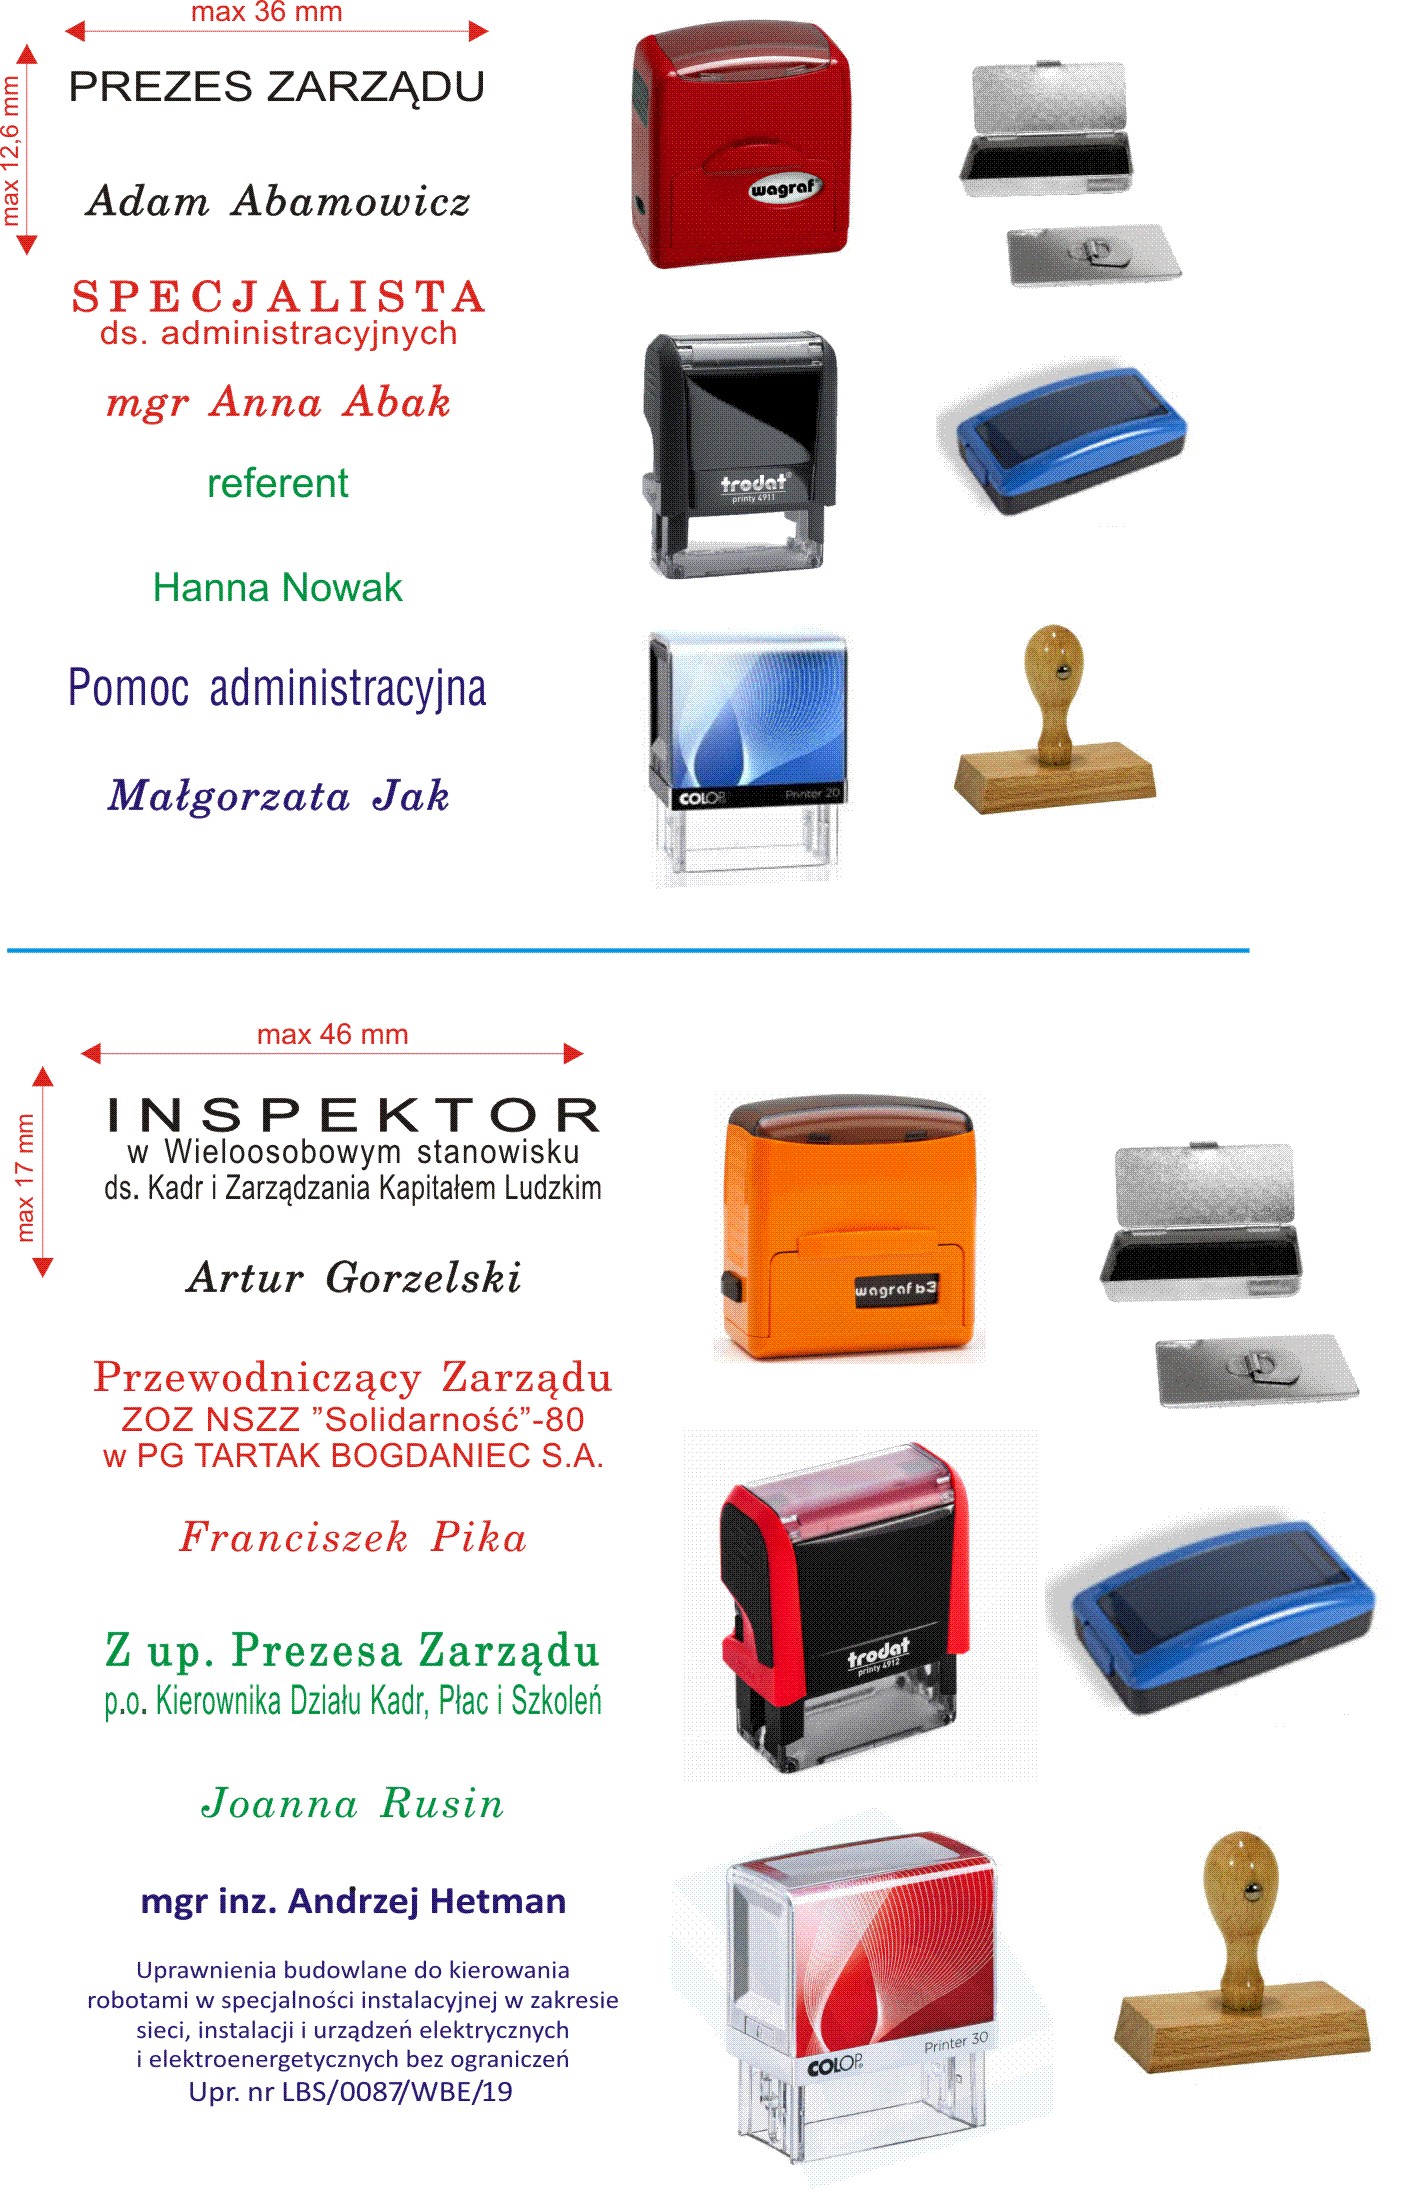 max 36 mm
max 12,6 mm
PREZES ZARZĄDU
Adam Abamowicz
SPECJALISTA
ds. administracyjnych
mgr Anna Abak
referent
Hanna Nowak
Pomoc administracyjna
Małgorzata Jak
wagraf
trodat
printy 4911
COLOP Printer 20
max 46 mm
max 17 mm
INSPEKTOR
w Wieloosobowym stanowisku
ds. Kadr i Zarządzania Kapitałem Ludzkim
Artur Gorzelski
Przewodniczący Zarządu
ZOZ NSZZ ”Solidarność”-80
w PG TARTAK BOGDANIEC S.A.
Franciszek Pika
Z up. Prezesa Zarządu
p.o. Kierownika Działu Kadr, Płac i Szkoleń
Joanna Rusin
mgr inz. Andrzej Hetman
Uprawnienia budowlane do kierowania
robotami w specjalności instalacyjnej w zakresie
sieci, instalacji i urządzeń elektrycznych
i elektroenergetycznych bez ograniczeń
Upr. nr LBS/0087/WBE/19
wagraf b3
trodat
printy 4912
COLOP Printer 30